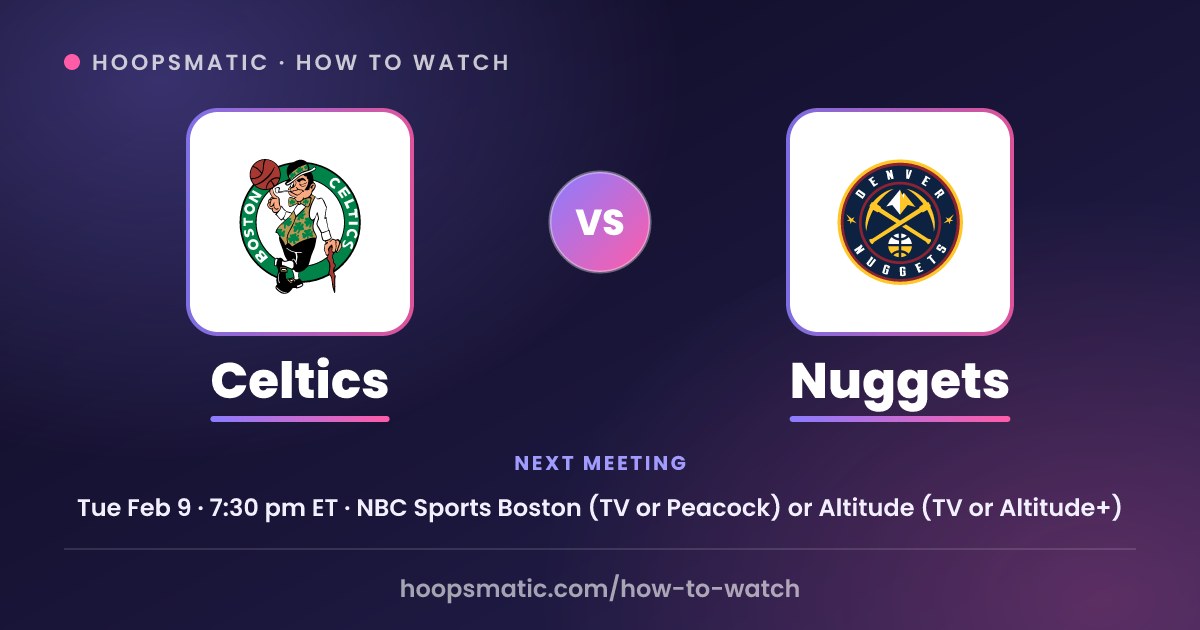 HOOPSMATIC · HOW TO WATCH
BOSTON CELTICS
VS
DENVER NUGGETS
Celtics
Nuggets
NEXT MEETING
Tue Feb 9 · 7:30 pm ET · NBC Sports Boston (TV or Peacock) or Altitude (TV or Altitude+)
hoopsmatic.com/how-to-watch